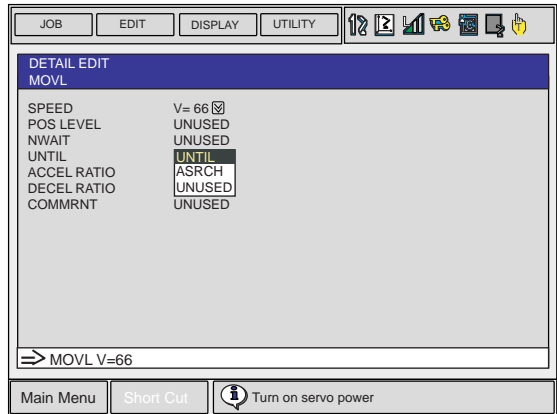 JOB EDIT DISPLAY UTILITY
DETAIL EDIT
MOVL
SPEED V= 66
POS LEVEL UNUSED
NWAIT UNUSED
UNTIL UNTIL
ACCEL RATIO ASRCH
DECEL RATIO UNUSED
COMMRNT UNUSED
=> MOVL V=66
Main Menu Short Cut Turn on servo power